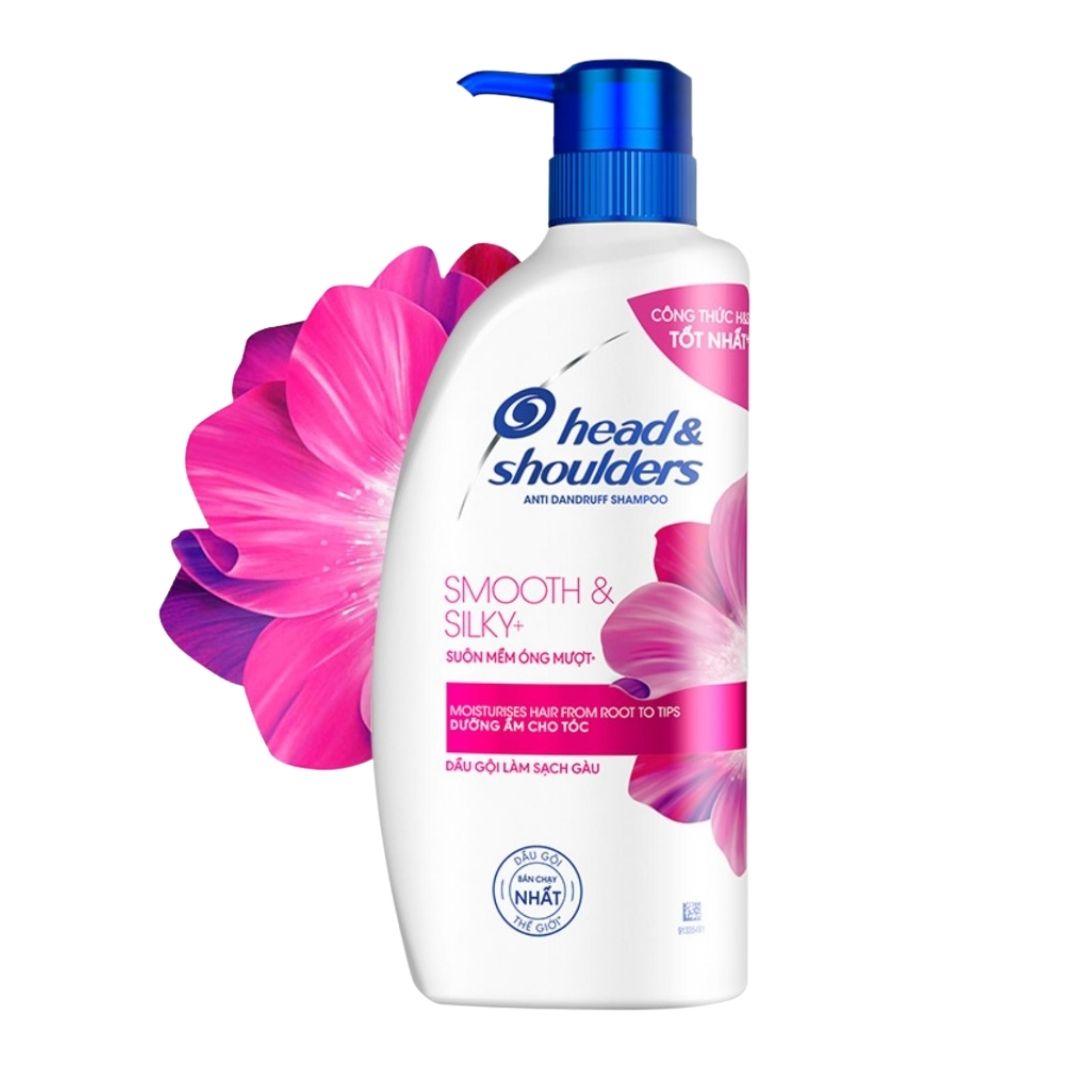 CÔNG THỨC H&S
TỐT NHẤT*
head &
shoulders
ANTI DANDRUFF SHAMPOO
SMOOTH &
SILKY+
SUÔN MỀM ÓNG MƯỢT+
MOISTURISES HAIR FROM ROOT TO TIPS
DƯỠNG ẨM CHO TÓC
DẦU GỘI LÀM SẠCH GÀU
DẦU GỘI
BÁN CHẠY
NHẤT
THẾ GIỚI*